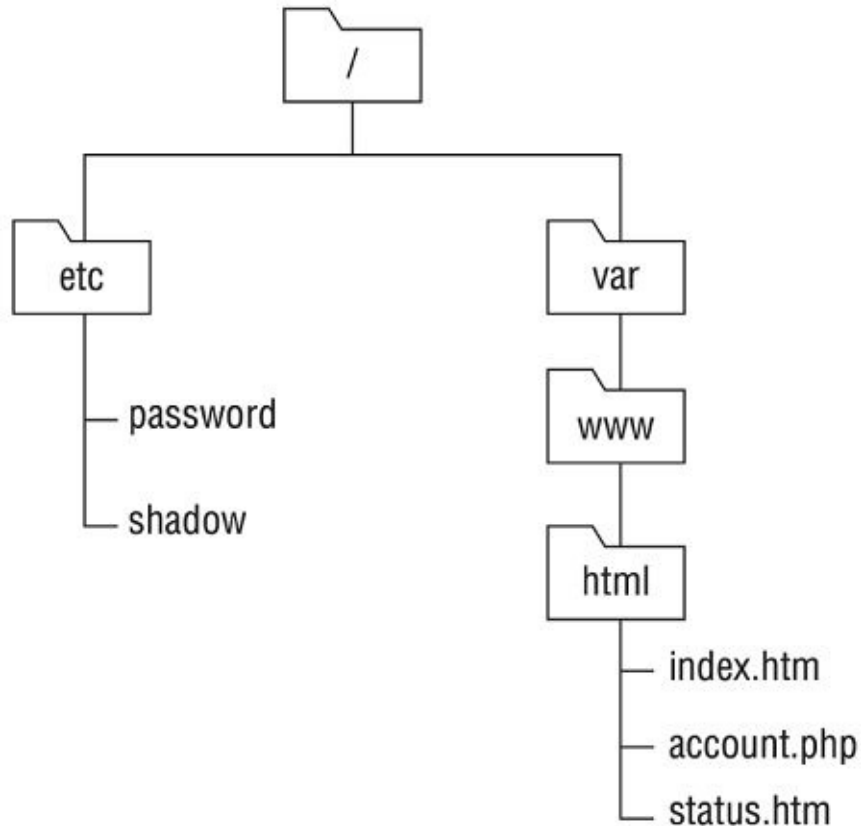 /
etc
var
password
www
shadow
html
index.htm
account.php
status.htm